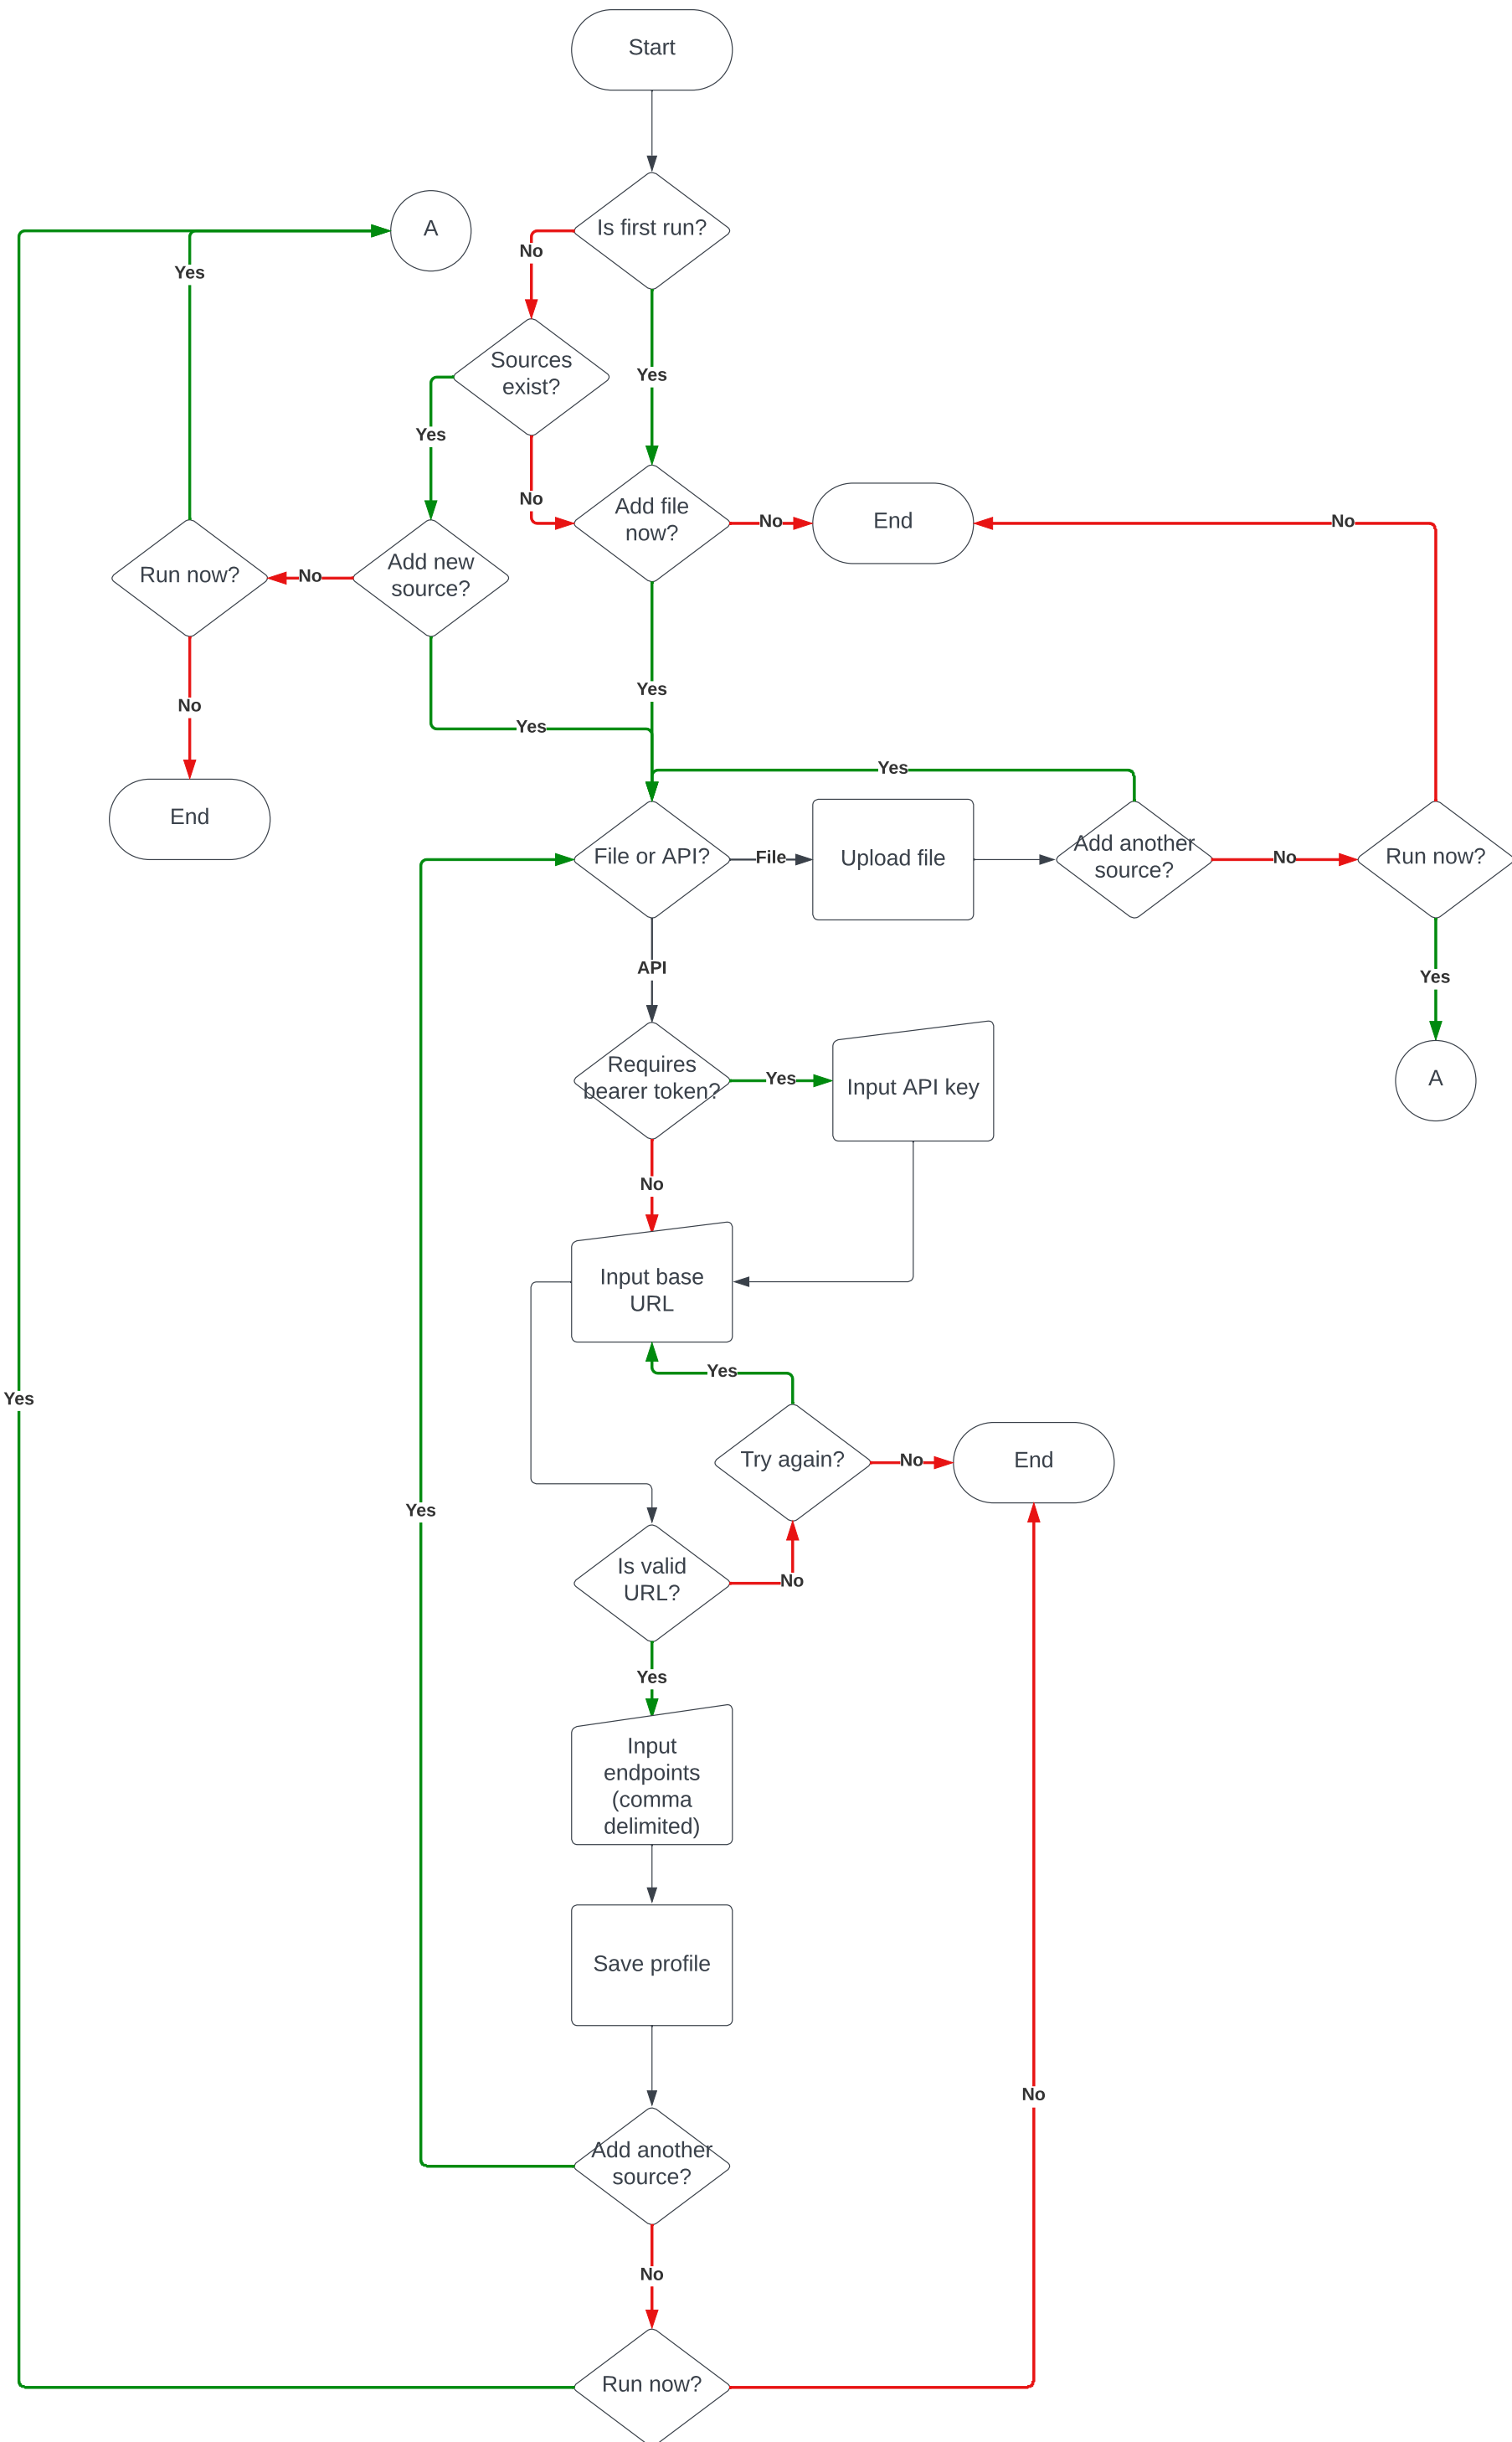 Start
A
Is first run?
No
Yes
Sources
exist?
Yes
Yes
No
Add file
now?
No
End
No
Run now?
No
Add new
source?
No
Yes
Yes
Yes
End
File or API?
File
Upload file
Add another
source?
No
Run now?
API
Yes
Requires
bearer token?
Yes
Input API key
A
No
Input base
URL
Yes
Yes
Try again?
No
End
Yes
Is valid
URL?
No
Yes
Input
endpoints
(comma
delimited)
Save profile
No
Add another
source?
No
Run now?